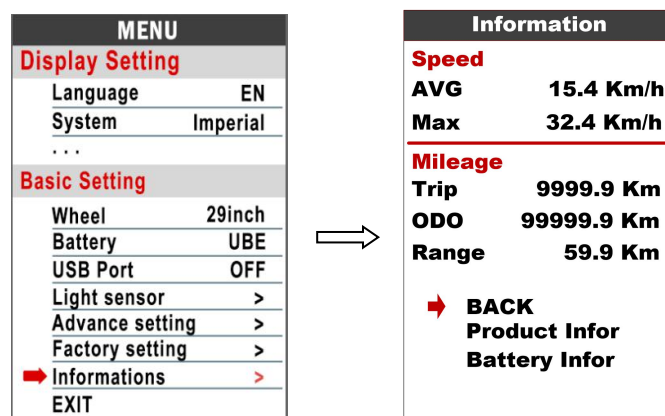 MENU
Display Setting
Language EN
System Imperial
...
Basic Setting
Wheel 29inch
Battery UBE
USB Port OFF
Light sensor >
Advance setting >
Factory setting >
Informations >
EXIT
Information
Speed
AVG 15.4 Km/h
Max 32.4 Km/h
Mileage
Trip 9999.9 Km
ODO 99999.9 Km
Range 59.9 Km
BACK
Product Infor
Battery Infor